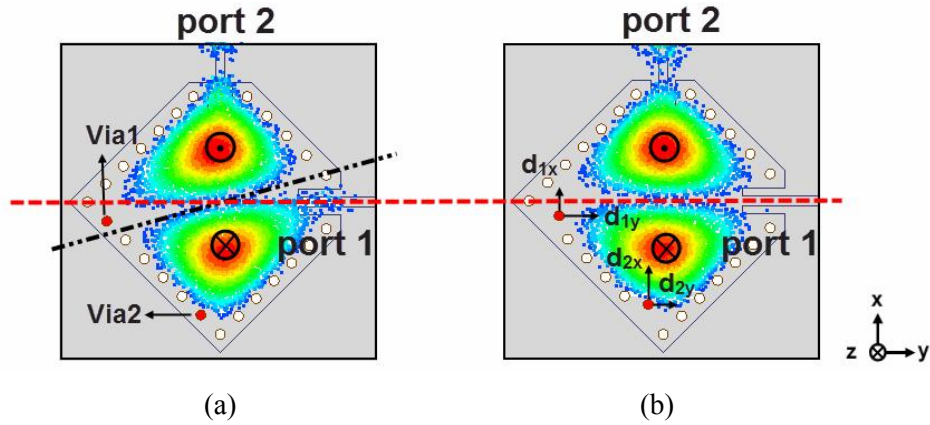 port 2
port 2
Via1
port 1
Via2
d1x
d1y
port 1
d2x
d2y
x
z
y
(a)
(b)